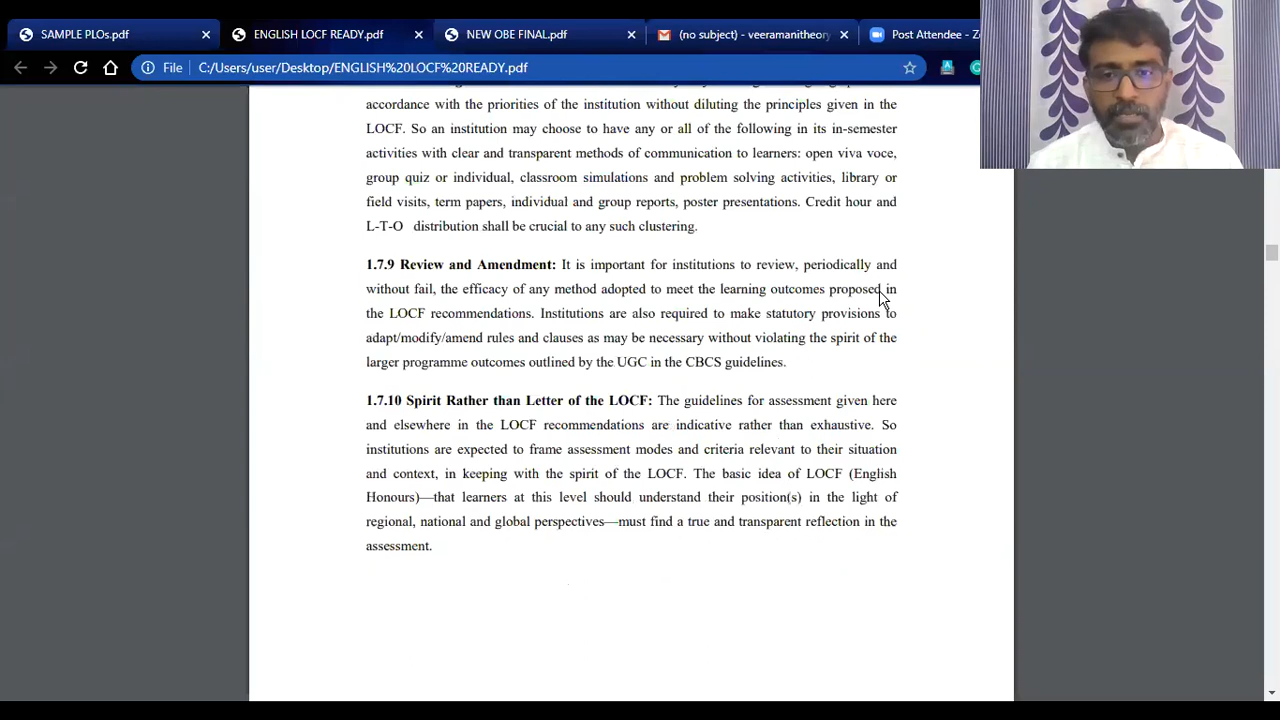 SAMPLE PLOs.pdf
ENGLISH LOCF READY.pdf
NEW OBE FINAL.pdf
(no subject) - veeramanitheory
Post Attendee - Z
File
C:/Users/user/Desktop/ENGLISH%20LOCF%20READY.pdf
accordance with the priorities of the institution without diluting the principles given in the
LOCF. So an institution may choose to have any or all of the following in its in-semester
activities with clear and transparent methods of communication to learners: open viva voce,
group quiz or individual, classroom simulations and problem solving activities, library or
field visits, term papers, individual and group reports, poster presentations. Credit hour and
L-T-O distribution shall be crucial to any such clustering.
1.7.9 Review and Amendment: It is important for institutions to review, periodically and
without fail, the efficacy of any method adopted to meet the learning outcomes proposed in
the LOCF recommendations. Institutions are also required to make statutory provisions to
adapt/modify/amend rules and clauses as may be necessary without violating the spirit of the
larger programme outcomes outlined by the UGC in the CBCS guidelines.
1.7.10 Spirit Rather than Letter of the LOCF: The guidelines for assessment given here
and elsewhere in the LOCF recommendations are indicative rather than exhaustive. So
institutions are expected to frame assessment modes and criteria relevant to their situation
and context, in keeping with the spirit of the LOCF. The basic idea of LOCF (English
Honours)—that learners at this level should understand their position(s) in the light of
regional, national and global perspectives—must find a true and transparent reflection in the
assessment.